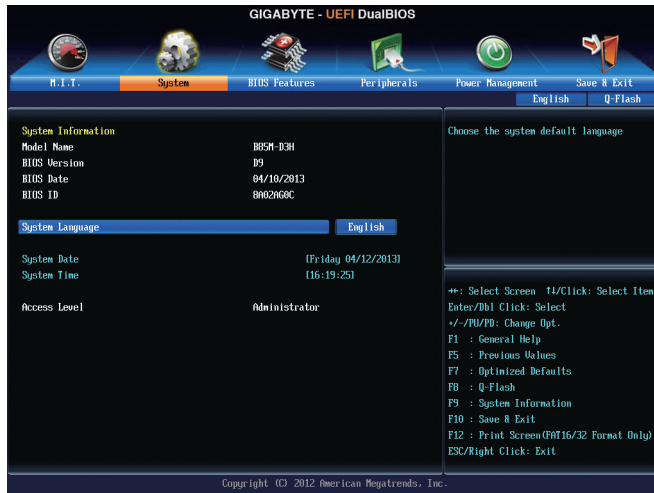 GIGABYTE - UEFI DualBIOS
M.I.T. System BIOS Features Peripherals Power Management Save & Exit
English Q-Flash
System Information
Model Name B85M-D3H
BIOS Version D9
BIOS Date 04/10/2013
BIOS ID 8A02AG0C
System Language English
System Date [Friday 04/12/2013]
System Time [16:19:25]
Access Level Administrator
Choose the system default language
→←: Select Screen ↑↓/Click: Select Item
Enter/Dbl Click: Select
+/-/PU/PD: Change Opt.
F1 : General Help
F5 : Previous Values
F7 : Optimized Defaults
F8 : Q-Flash
F9 : System Information
F10 : Save & Exit
F12 : Print Screen(FAT16/32 Format Only)
ESC/Right Click: Exit
Copyright (C) 2012 American Megatrends, Inc.